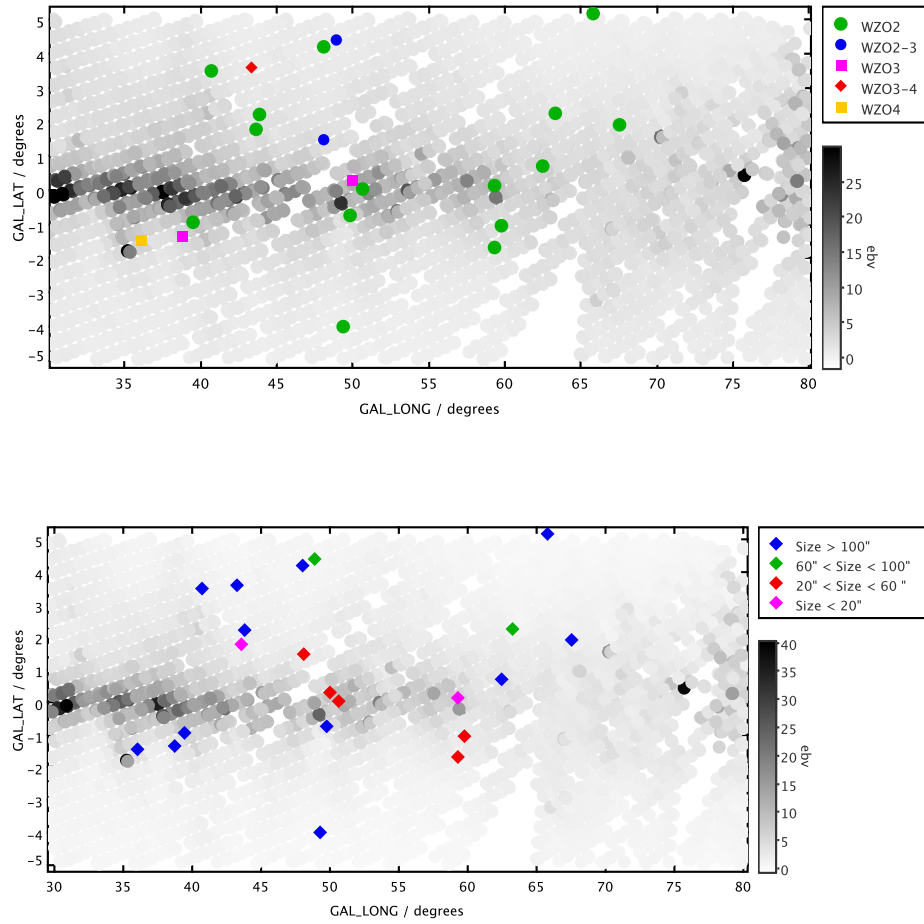 5
4
3
2
1
0
-1
-2
-3
-4
-5
GAL_LAT / degrees
35 40 45 50 55 60 65 70 75 80
GAL_LONG / degrees
WZO2
WZO2-3
WZO3
WZO3-4
WZO4
25
20
15
10
5
0
ebv
5
4
3
2
1
0
-1
-2
-3
-4
-5
GAL_LAT / degrees
30 35 40 45 50 55 60 65 70 75 80
GAL_LONG / degrees
Size > 100"
60" < Size < 100"
20" < Size < 60 "
Size < 20"
40
35
30
25
20
15
10
5
0
ebv